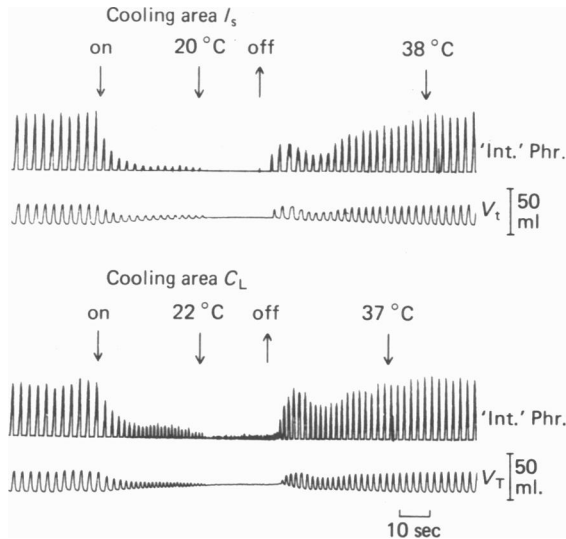 Cooling area Is
on 20 °C off 38 °C
'Int.' Phr.
Vt 50
ml
Cooling area CL
on 22 °C off 37 °C
'Int.' Phr.
VT 50
ml.
10 sec